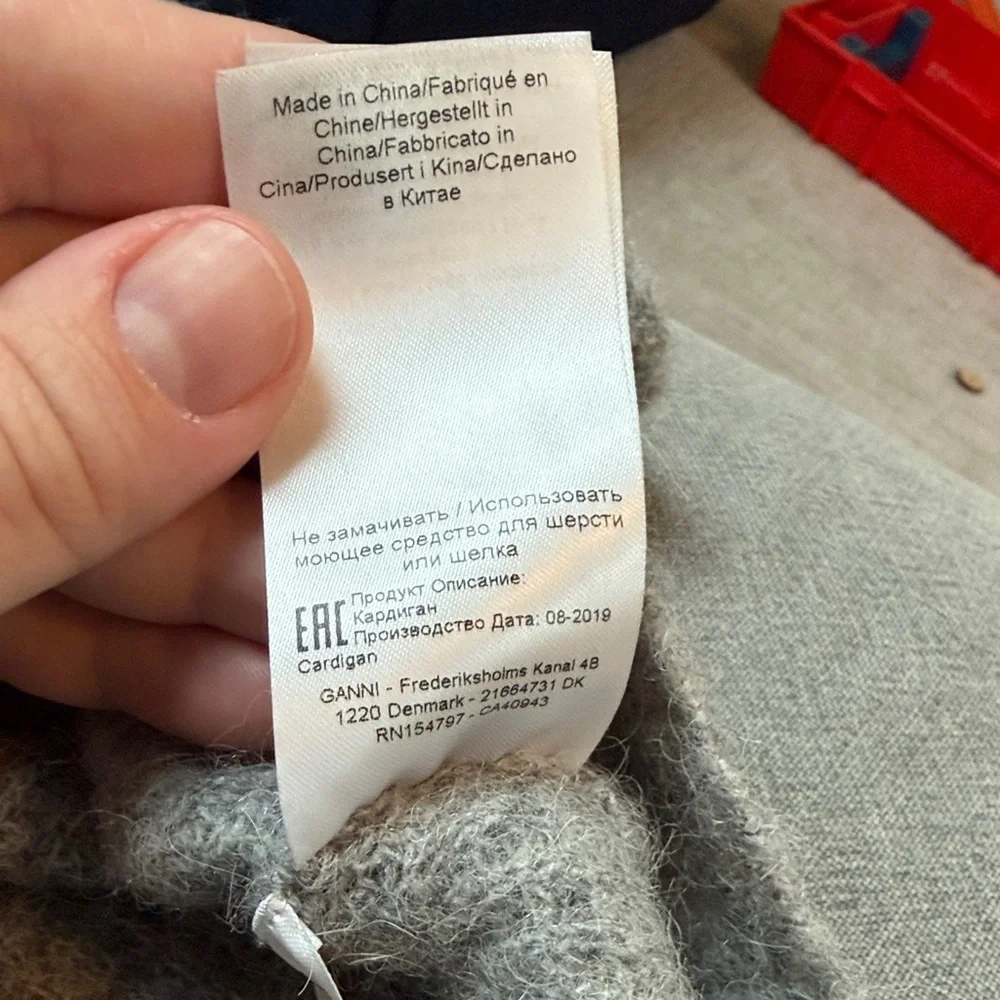 Made in China/Fabriqué en
Chine/Hergestellt in
China/Fabbricato in
Cina/Produsert i Kina/Сделано
в Китае
Не замачивать / Использовать
моющее средство для шерсти
или шелка
EAC
Продукт Описание:
Кардиган
Производство Дата: 08-2019
Cardigan
GANNI - Frederiksholms Kanal 4B
1220 Denmark - 21664731 DK
RN154797 - CA40943